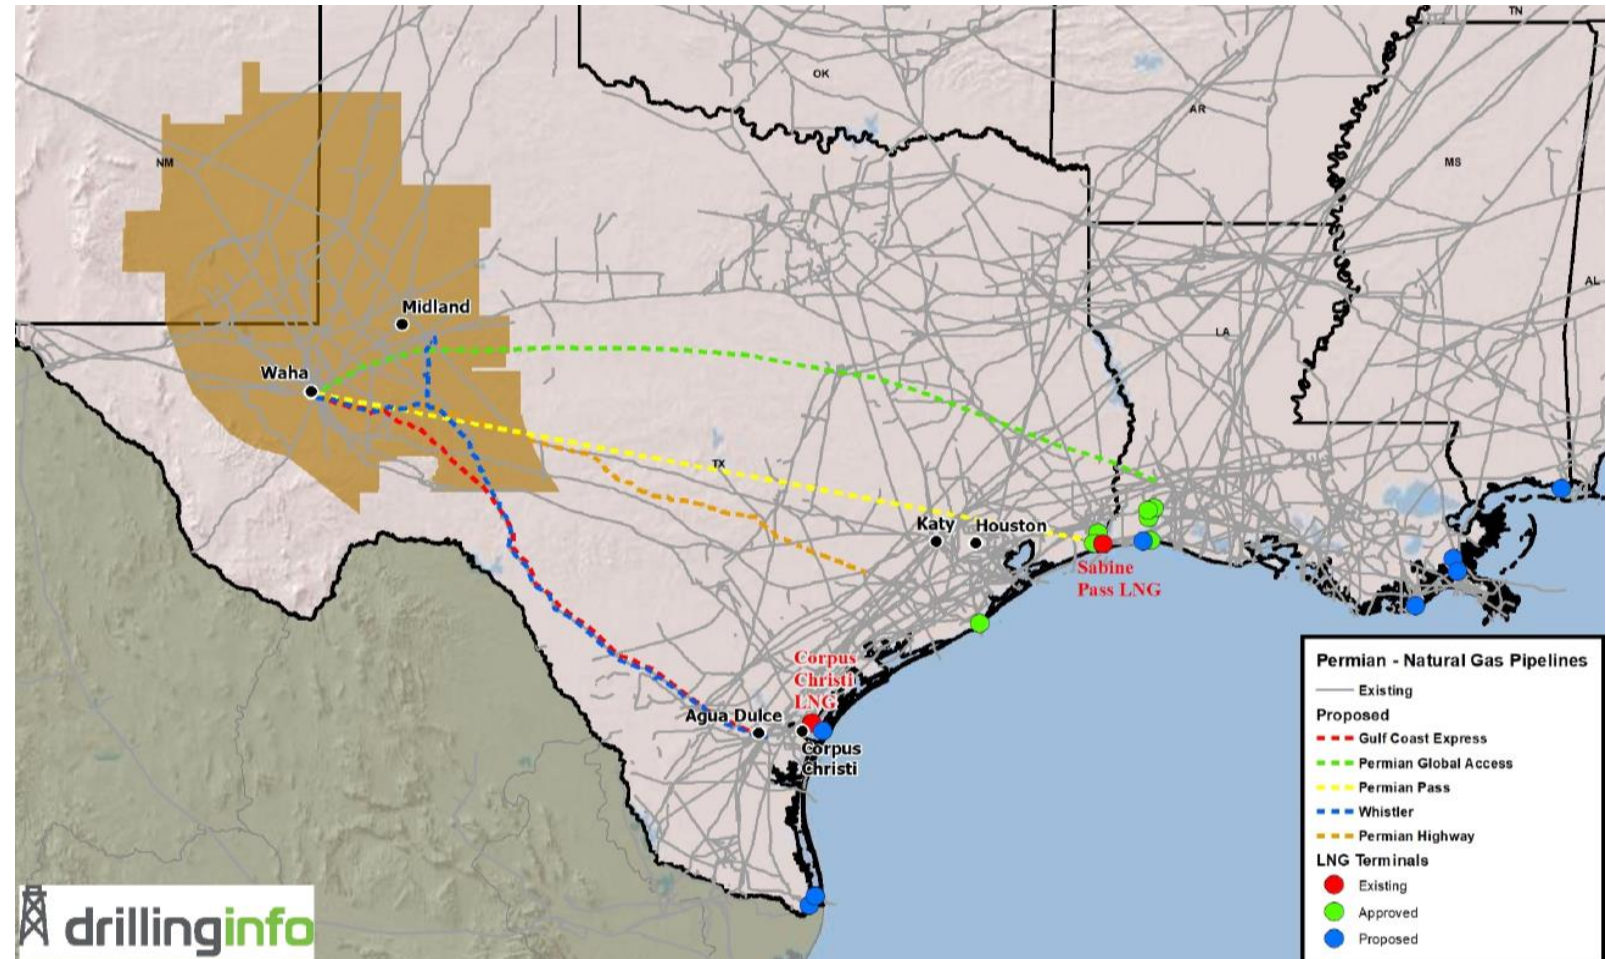 TN
OK
AR
NM
MS
AL
Midland
LA
Waha
TX
Katy
Houston
Sabine
Pass LNG
Corpus
Christi
LNG
Agua Dulce
Corpus
Christi
Permian - Natural Gas Pipelines
Existing
Proposed
Gulf Coast Express
Permian Global Access
Permian Pass
Whistler
Permian Highway
LNG Terminals
Existing
Approved
Proposed
drillinginfo